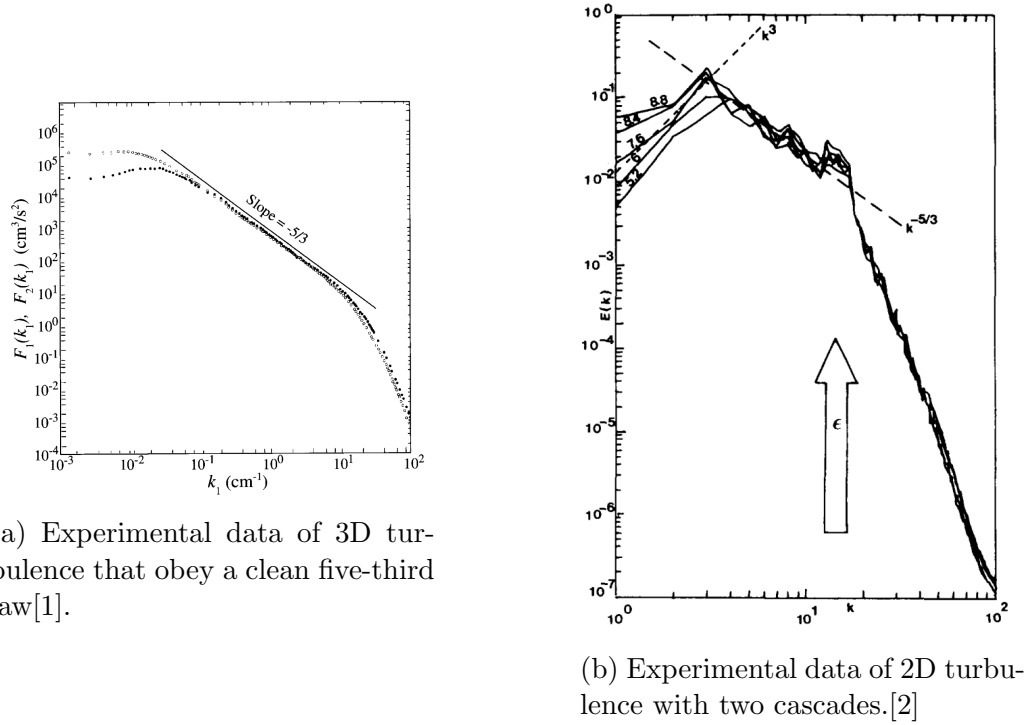 10^6
10^5
10^4
10^3
10^2
10^1
10^0
10^-1
10^-2
10^-3
10^-4
F_1(k_1), F_2(k_1) (cm^3/s^2)
Slope = -5/3
10^-3 10^-2 10^-1 10^0 10^1 10^2
k_1 (cm^-1)
a) Experimental data of 3D tur-
bulence that obey a clean five-third
aw[1].
10^0
10^-1
10^-2
10^-3
10^-4
10^-5
10^-6
10^-7
E(k)
k^3
8.8
8.4
7.6
6
5.2
k^-5/3
ϵ
10^0 10^1 k 10^2
(b) Experimental data of 2D turbu-
lence with two cascades.[2]